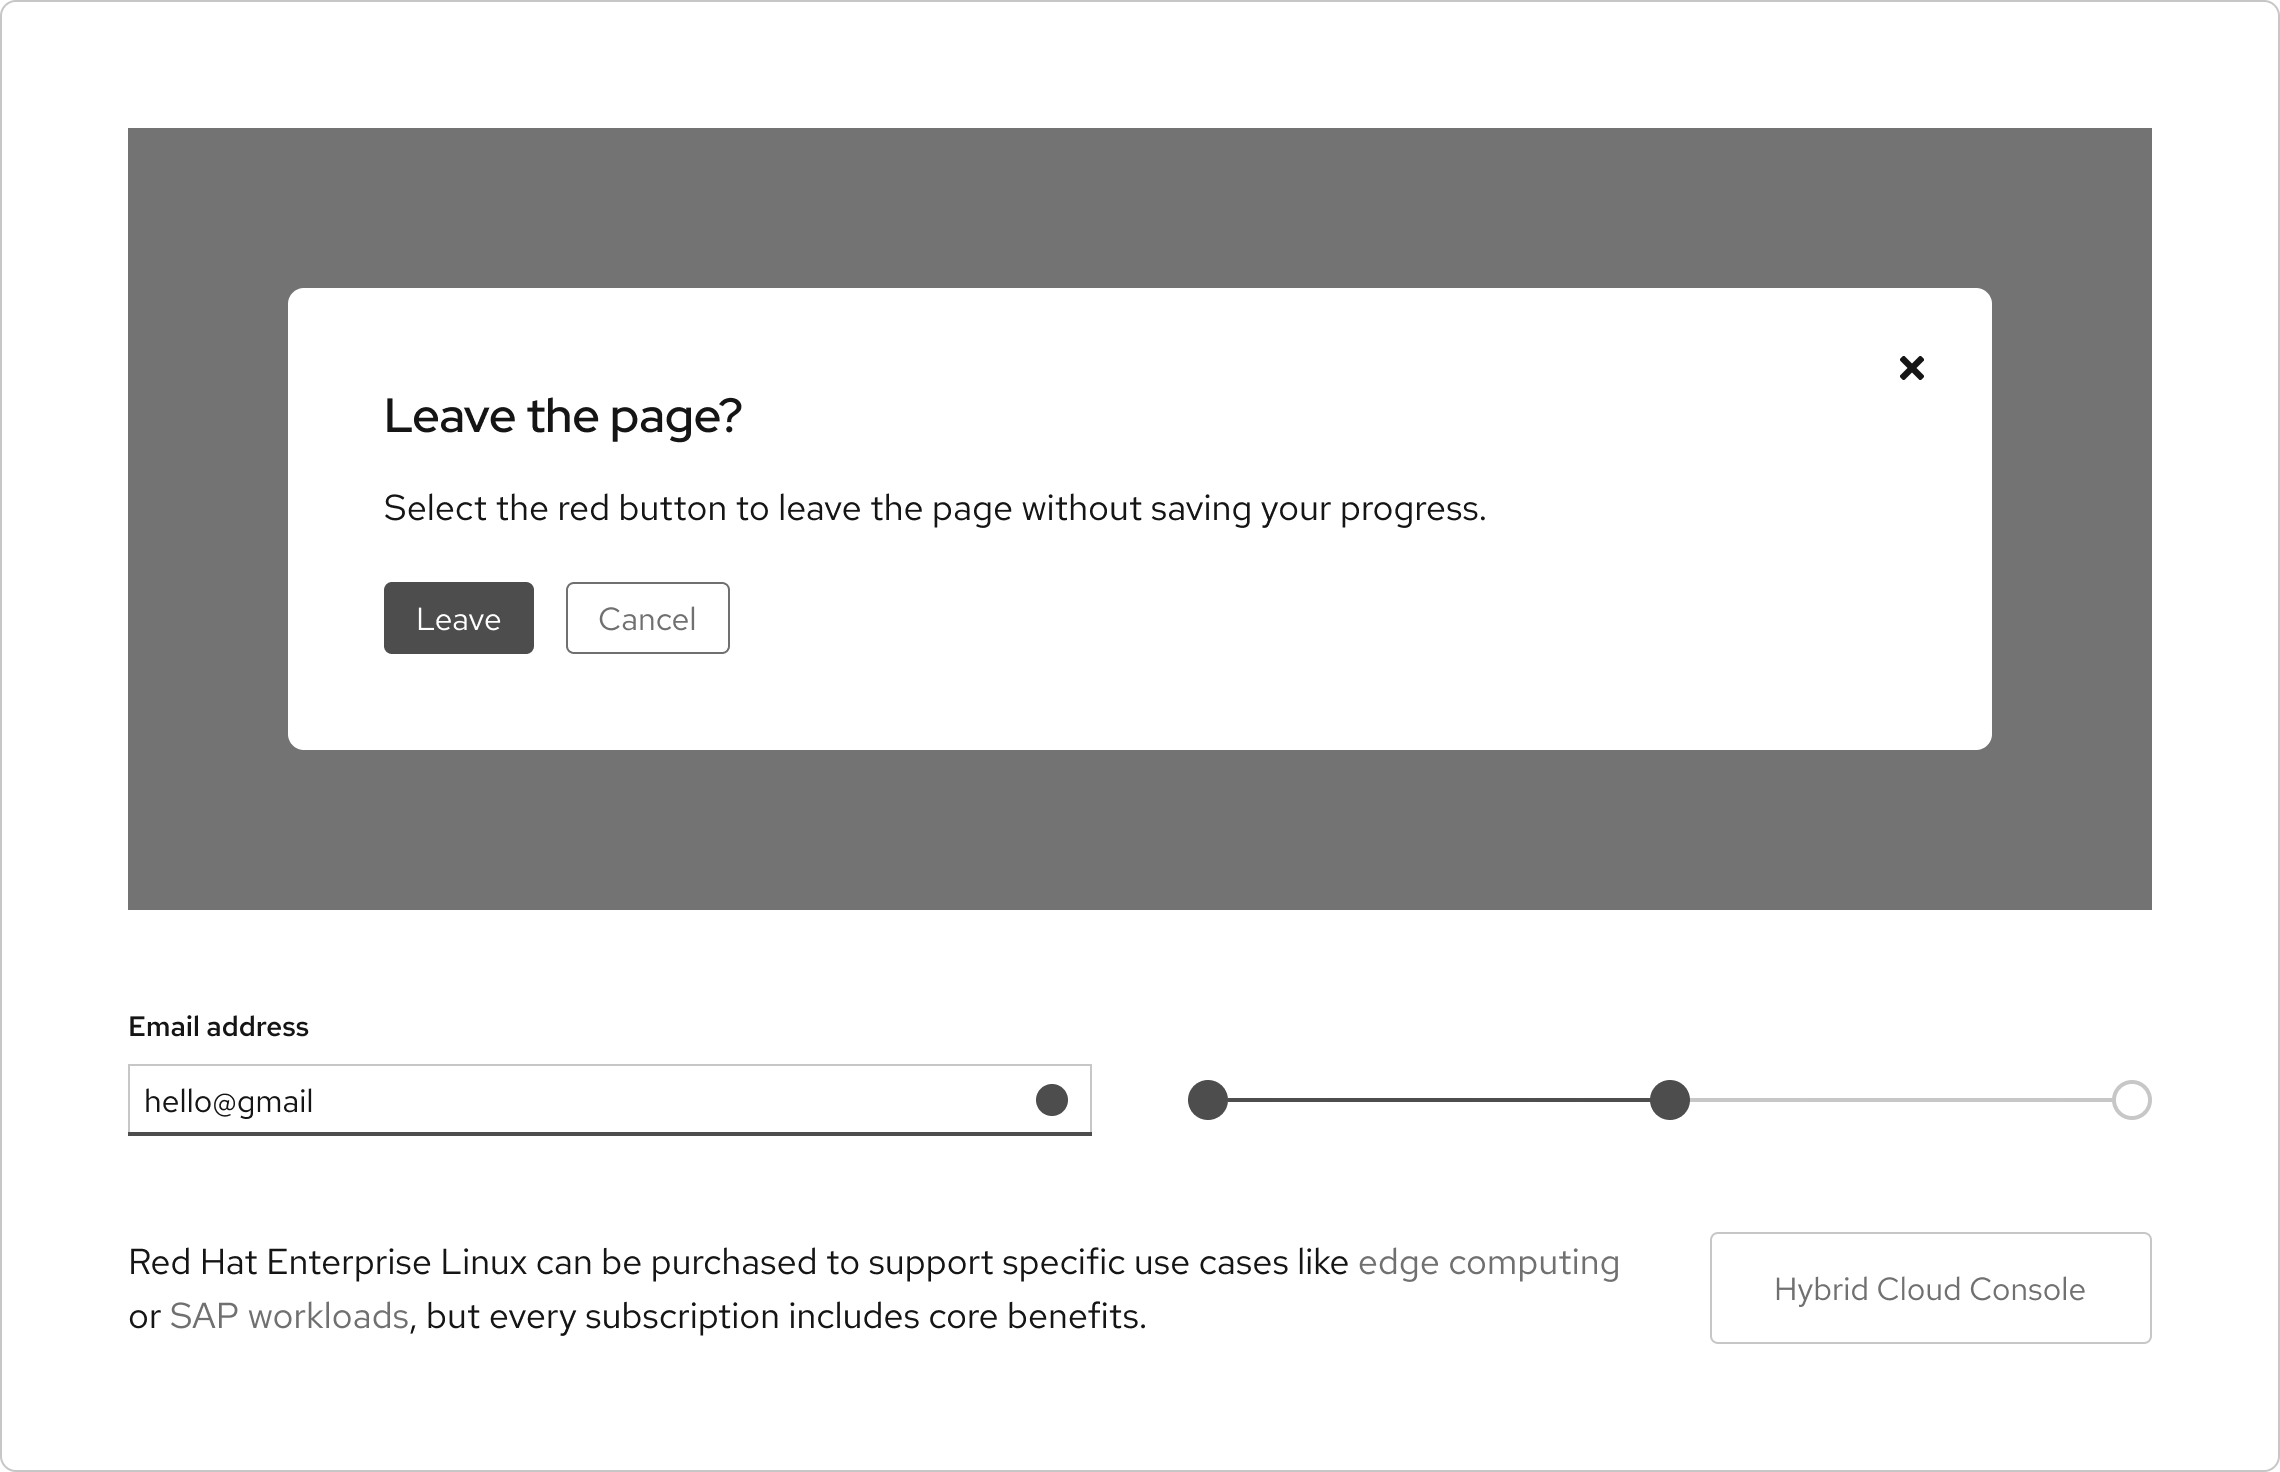 Leave the page?
Select the red button to leave the page without saving your progress.
Leave
Cancel
Email address
hello@gmail
Red Hat Enterprise Linux can be purchased to support specific use cases like edge computing
or SAP workloads, but every subscription includes core benefits.
Hybrid Cloud Console